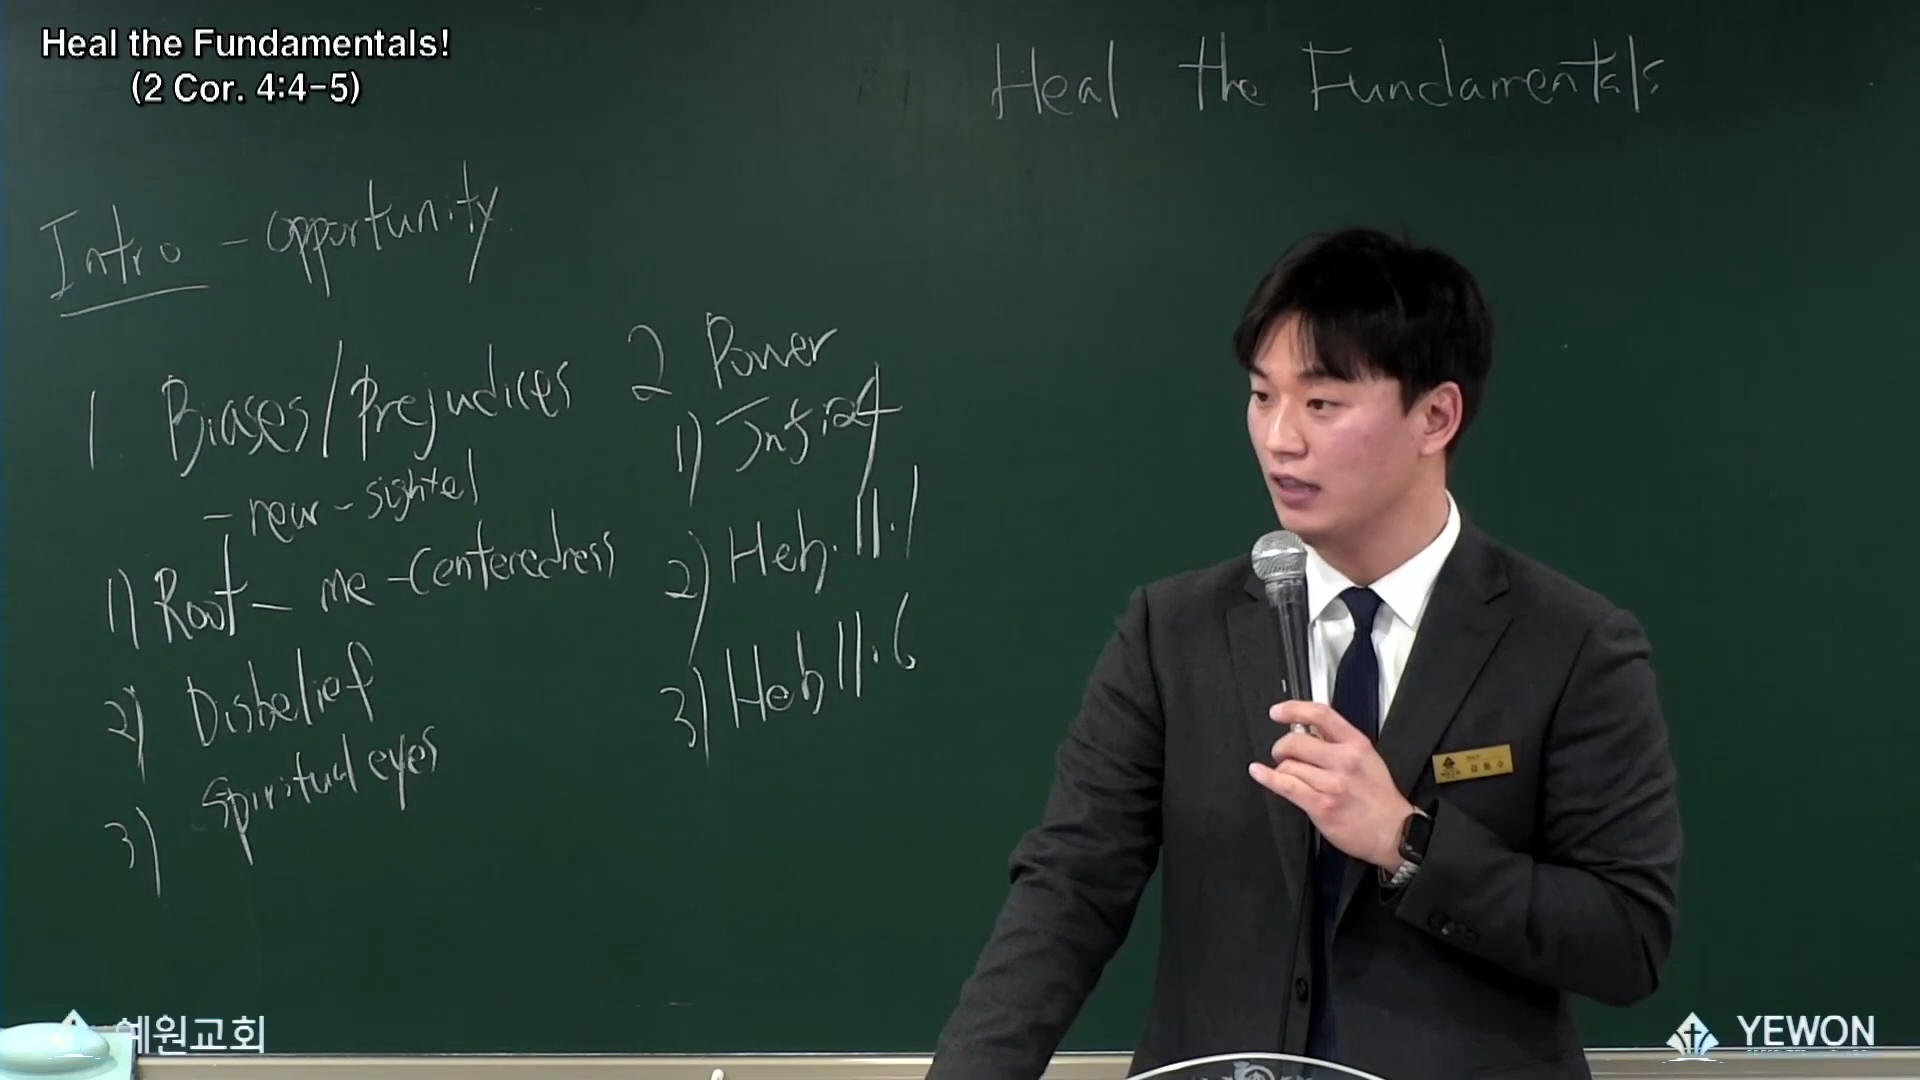 Heal the Fundamentals!
(2 Cor. 4:4-5)
Heal the Fundamentals
Intro - opportunity
1 Biases/Prejudices
- near-sighted
1) Root - me-centeredness
2) Disbelief
3) Spiritual eyes
2 Power
1)
2) Heb. 11.1
3) Heb 11.6
예원교회
YEWON